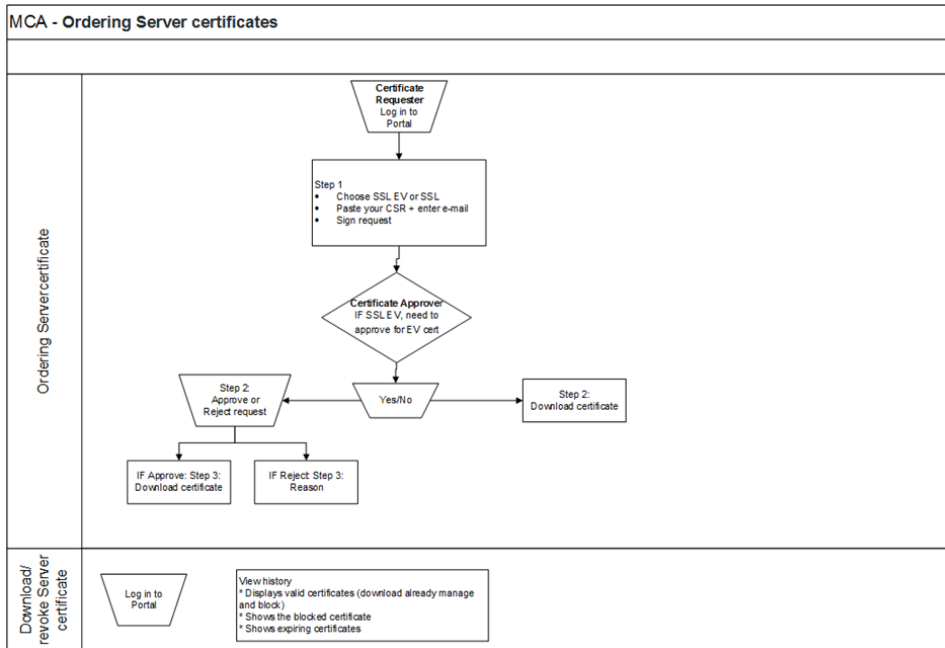 MCA - Ordering Server certificates
Ordering Servercertificate
Certificate
Requester
Log in to
Portal
Step 1
• Choose SSL EV or SSL
• Paste your CSR + enter e-mail
• Sign request
Certificate Approver
IF SSL EV, need to
approve for EV cert
Step 2:
Approve or
Reject request
Yes/No
Step 2:
Download certificate
IF Approve: Step 3:
Download certificate
IF Reject: Step 3:
Reason
Download/
revoke Server
certificate
Log in to
Portal
View history
* Displays valid certificates (download already manage
and block)
* Shows the blocked certificate
* Shows expiring certificates